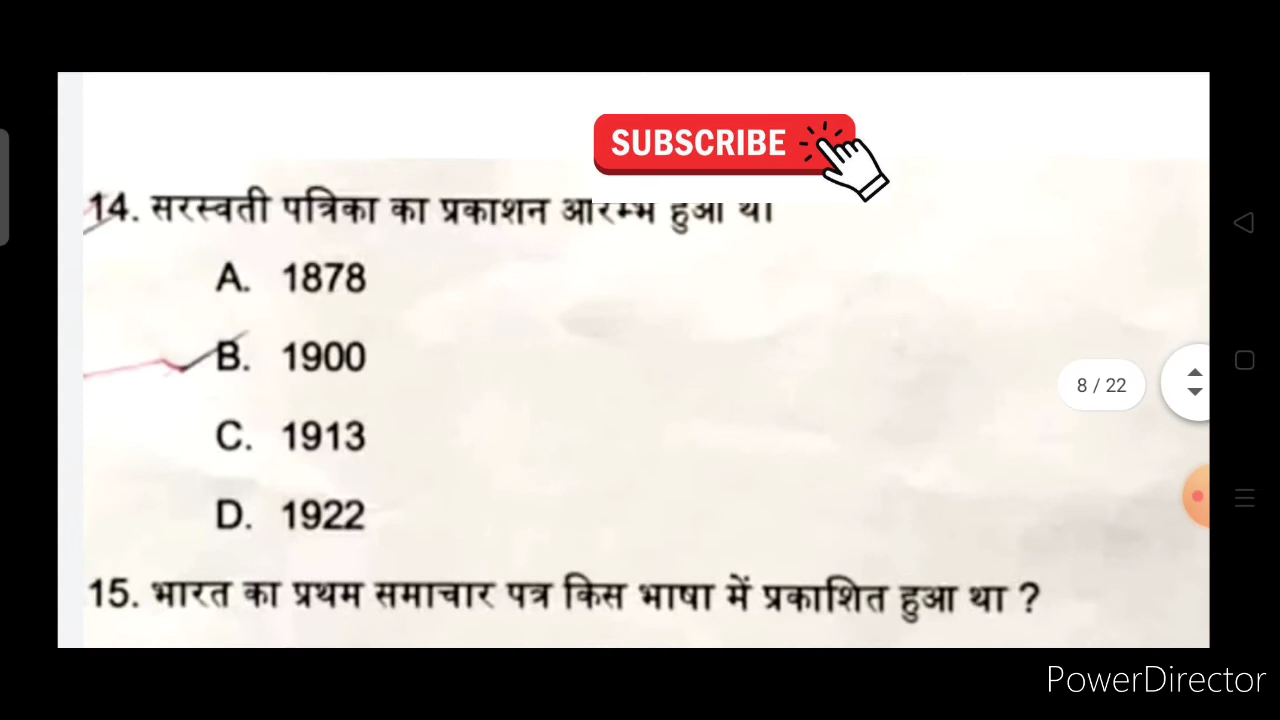 SUBSCRIBE
14. सरस्वती पत्रिका का प्रकाशन आरम्भ हुआ था।
A. 1878
B. 1900
8 / 22
C. 1913
D. 1922
15. भारत का प्रथम समाचार पत्र किस भाषा में प्रकाशित हुआ था ?
PowerDirector